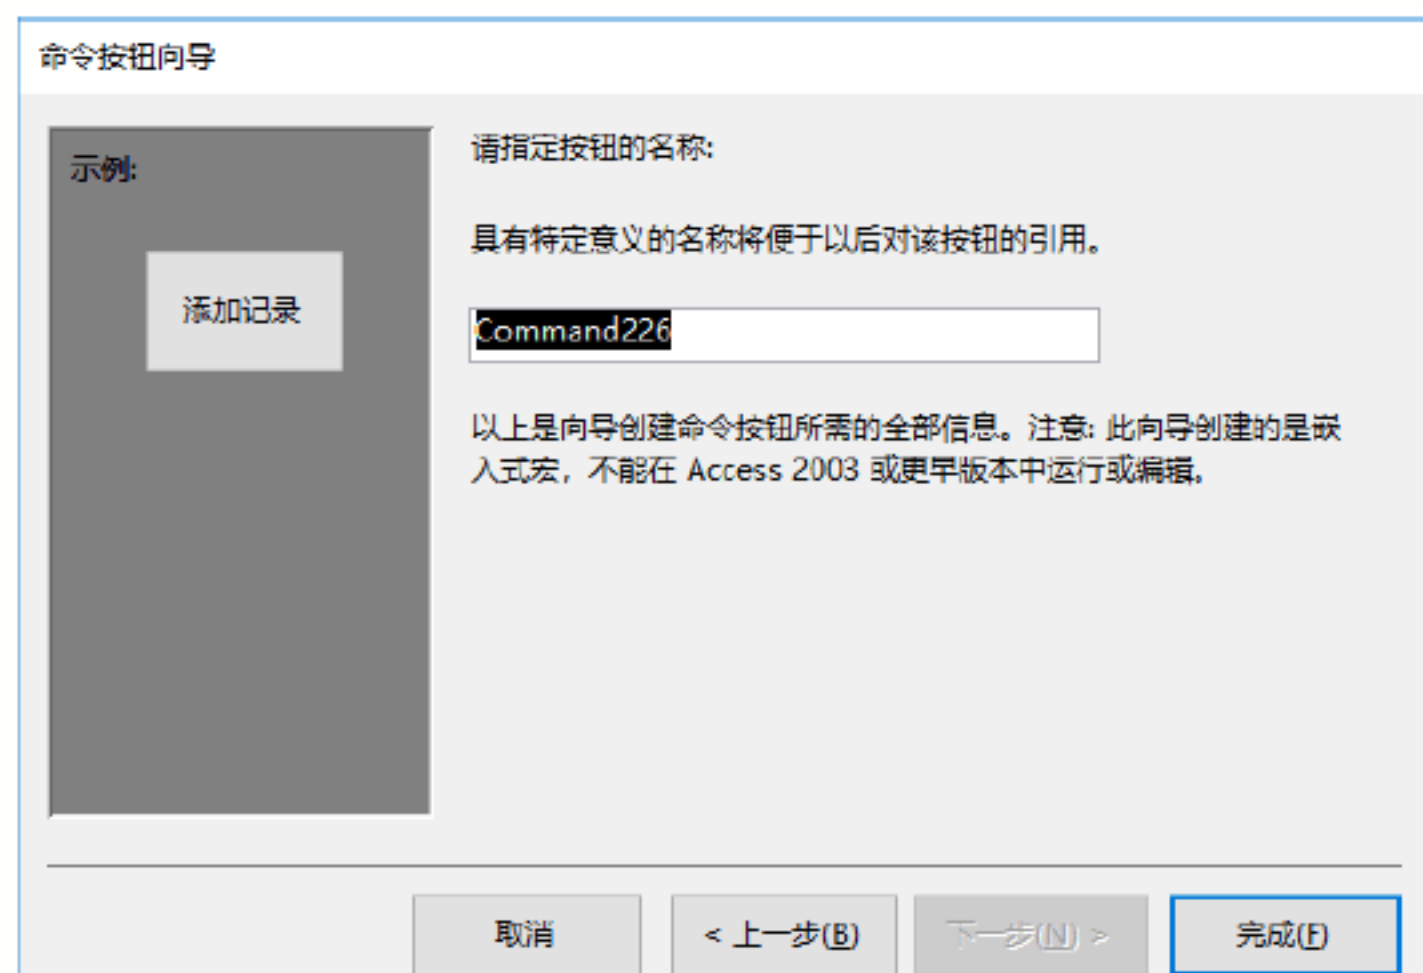 命令按钮向导
示例:
添加记录
请指定按钮的名称:
具有特定意义的名称将便于以后对该按钮的引用。
Command226
以上是向导创建命令按钮所需的全部信息。注意: 此向导创建的是嵌
入式宏，不能在 Access 2003 或更早版本中运行或编辑。
取消
< 上一步(B)
下一步(N) >
完成(F)